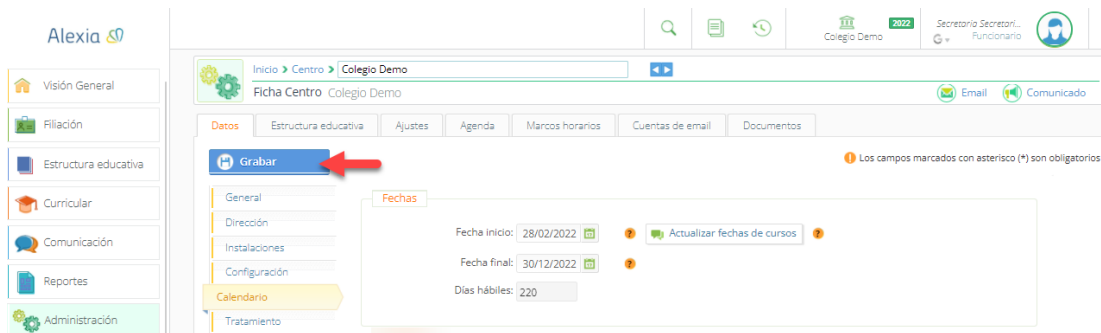 Alexia
Colegio Demo
2022
Secretaria Secretari...
G
Funcionario
Visión General
Filiación
Estructura educativa
Curricular
Comunicación
Reportes
Administración
Inicio > Centro > Colegio Demo
Ficha Centro Colegio Demo
Email
Comunicado
Datos
Estructura educativa
Ajustes
Agenda
Marcos horarios
Cuentas de email
Documentos
Grabar
! Los campos marcados con asterisco (*) son obligatorios
General
Dirección
Instalaciones
Configuración
Calendario
Tratamiento
Fechas
Fecha inicio: 28/02/2022 ? Actualizar fechas de cursos ?
Fecha final: 30/12/2022 ?
Días hábiles: 220